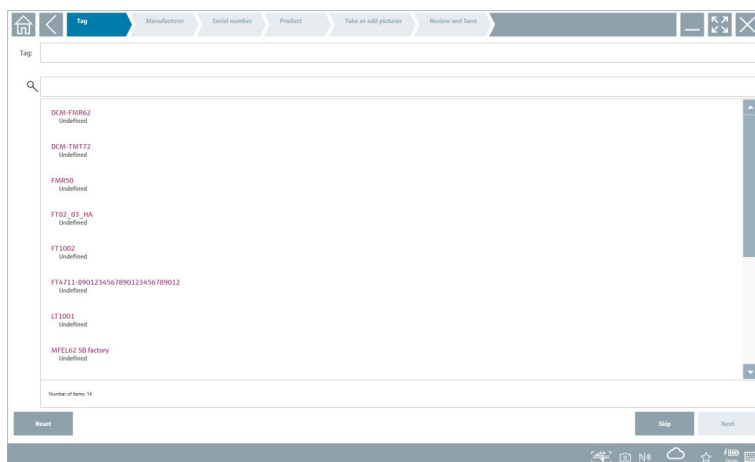 Tag
Manufacturer
Serial number
Product
Take or add pictures
Review and Save
Tag:
DCM-FMR62
Undefined
DCM-TMT72
Undefined
FMR50
Undefined
FT02_03_HA
Undefined
FT1002
Undefined
FT4711-8901234567890123456789012
Undefined
LT1001
Undefined
MFEL62 SB factory
Undefined
Number of Items: 14
Reset
Skip
Next